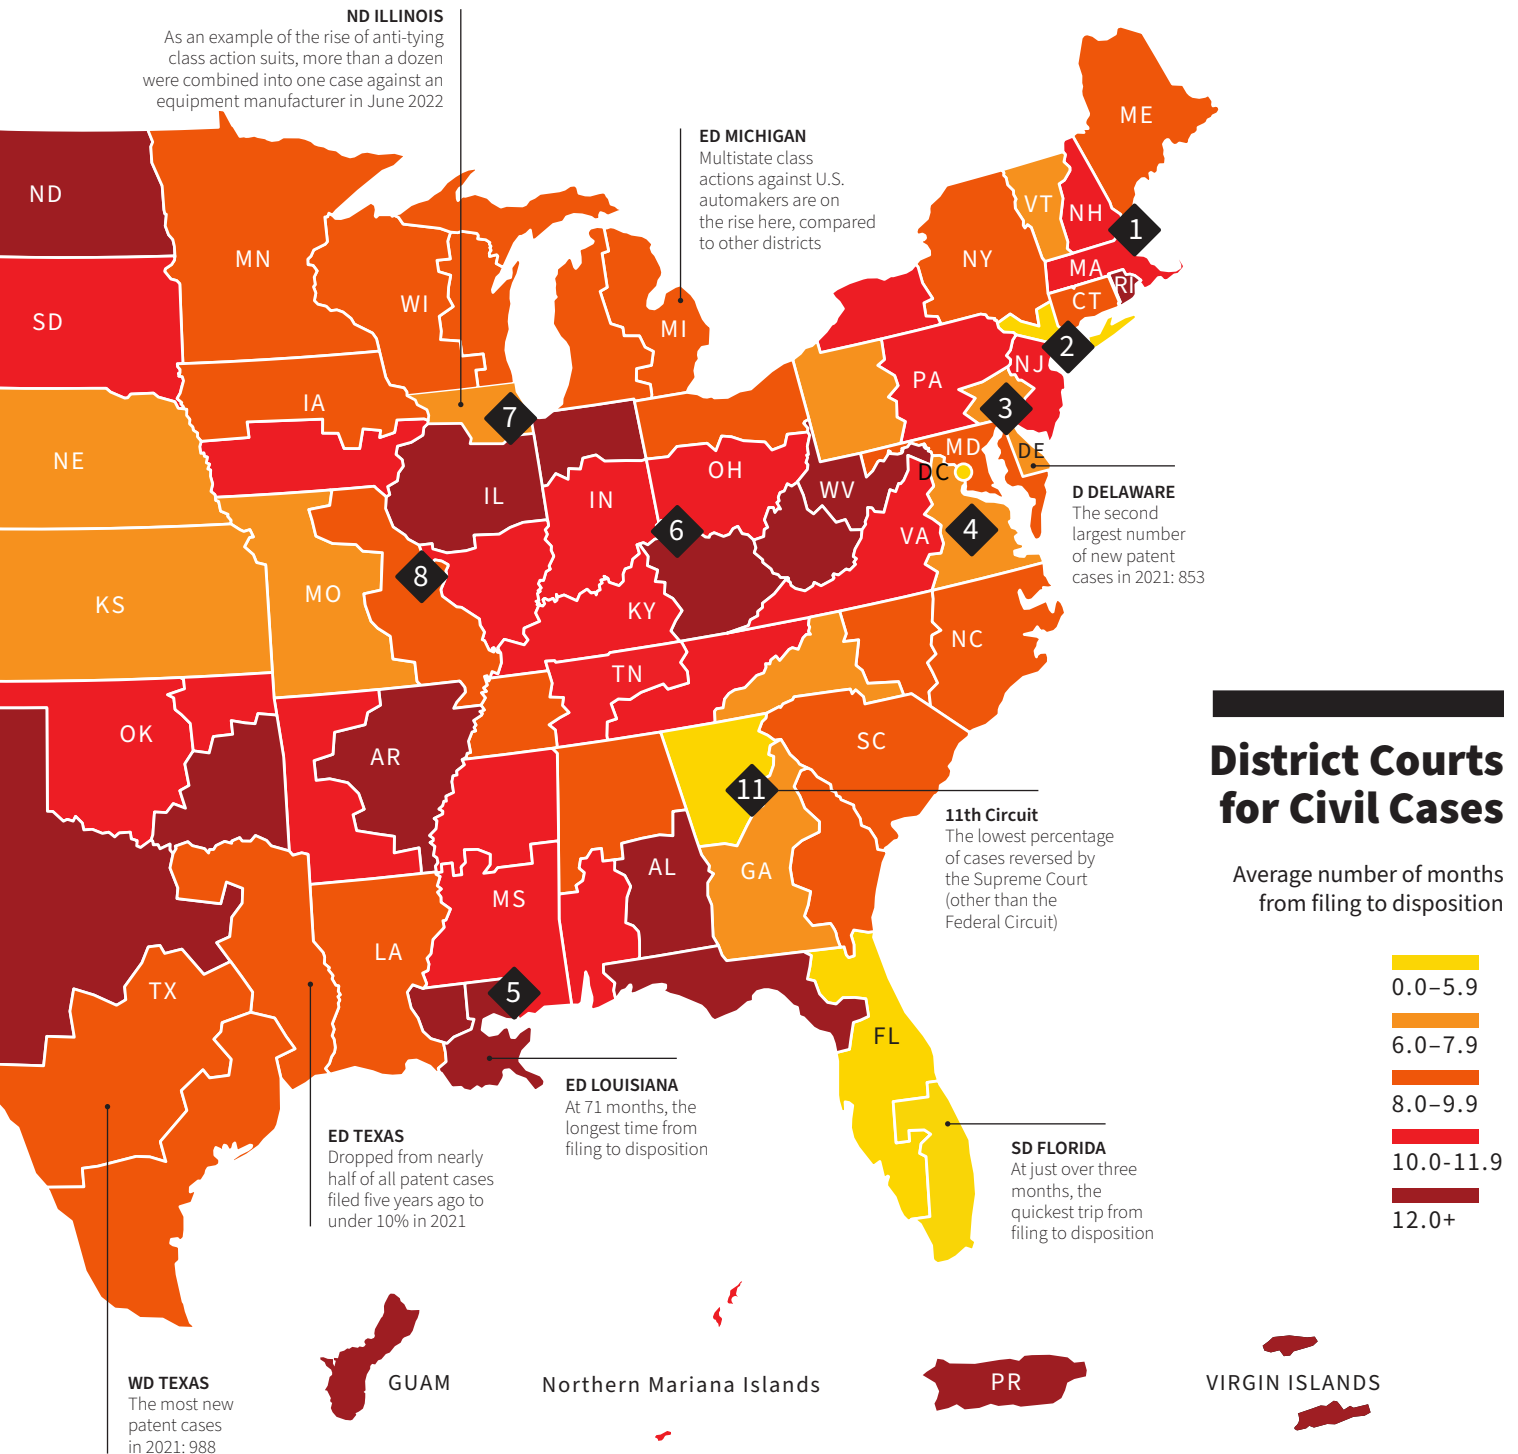 ND ILLINOIS
As an example of the rise of anti-tying
class action suits, more than a dozen
were combined into one case against an
equipment manufacturer in June 2022
ED MICHIGAN
Multistate class
actions against U.S.
automakers are on
the rise here, compared
to other districts
ME
ND
VT
NH
1
MN
NY
MA
RI
CT
SD
WI
MI
2
NJ
PA
IA
7
3
NE
MD
DE
DC
OH
WV
IL
IN
D DELAWARE
The second
largest number
of new patent
cases in 2021: 853
6
VA
4
8
MO
KS
KY
NC
TN
OK
AR
SC
11
11th Circuit
The lowest percentage
of cases reversed by
the Supreme Court
(other than the
Federal Circuit)
AL
GA
MS
LA
TX
5
FL
District Courts
for Civil Cases
Average number of months
from filing to disposition
0.0–5.9
6.0–7.9
8.0–9.9
10.0-11.9
12.0+
ED LOUISIANA
At 71 months, the
longest time from
filing to disposition
ED TEXAS
Dropped from nearly
half of all patent cases
filed five years ago to
under 10% in 2021
SD FLORIDA
At just over three
months, the
quickest trip from
filing to disposition
WD TEXAS
The most new
patent cases
in 2021: 988
GUAM
Northern Mariana Islands
PR
VIRGIN ISLANDS